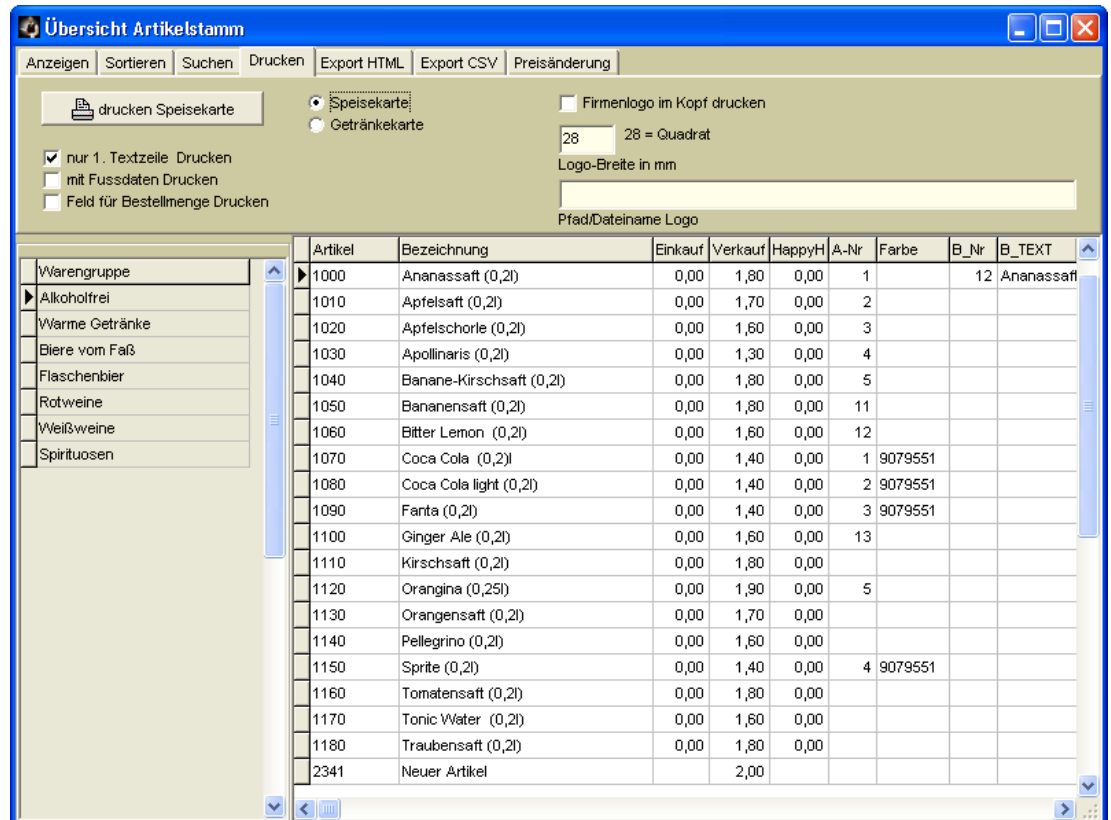 Übersicht Artikelstamm
Anzeigen Sortieren Suchen Drucken Export HTML Export CSV Preisänderung
drucken Speisekarte
Speisekarte
Getränkekarte
Firmenlogo im Kopf drucken
28 28 = Quadrat
Logo-Breite in mm
nur 1. Textzeile Drucken
mit Fussdaten Drucken
Feld für Bestellmenge Drucken
Pfad/Dateiname Logo
Warengruppe
Alkoholfrei
Warme Getränke
Biere vom Faß
Flaschenbier
Rotweine
Weißweine
Spirituosen
Artikel Bezeichnung Einkauf Verkauf HappyH A-Nr Farbe B_Nr B_TEXT
1000 Ananassaft (0,2l) 0,00 1,80 0,00 1 12 Ananassaft
1010 Apfelsaft (0,2l) 0,00 1,70 0,00 2
1020 Apfelschorle (0,2l) 0,00 1,60 0,00 3
1030 Apollinaris (0,2l) 0,00 1,30 0,00 4
1040 Banane-Kirschsaft (0,2l) 0,00 1,80 0,00 5
1050 Bananensaft (0,2l) 0,00 1,80 0,00 11
1060 Bitter Lemon (0,2l) 0,00 1,60 0,00 12
1070 Coca Cola (0,2)l 0,00 1,40 0,00 1 9079551
1080 Coca Cola light (0,2l) 0,00 1,40 0,00 2 9079551
1090 Fanta (0,2l) 0,00 1,40 0,00 3 9079551
1100 Ginger Ale (0,2l) 0,00 1,60 0,00 13
1110 Kirschsaft (0,2l) 0,00 1,80 0,00
1120 Orangina (0,25l) 0,00 1,90 0,00 5
1130 Orangensaft (0,2l) 0,00 1,70 0,00
1140 Pellegrino (0,2l) 0,00 1,60 0,00
1150 Sprite (0,2l) 0,00 1,40 0,00 4 9079551
1160 Tomatensaft (0,2l) 0,00 1,80 0,00
1170 Tonic Water (0,2l) 0,00 1,60 0,00
1180 Traubensaft (0,2l) 0,00 1,80 0,00
2341 Neuer Artikel 2,00